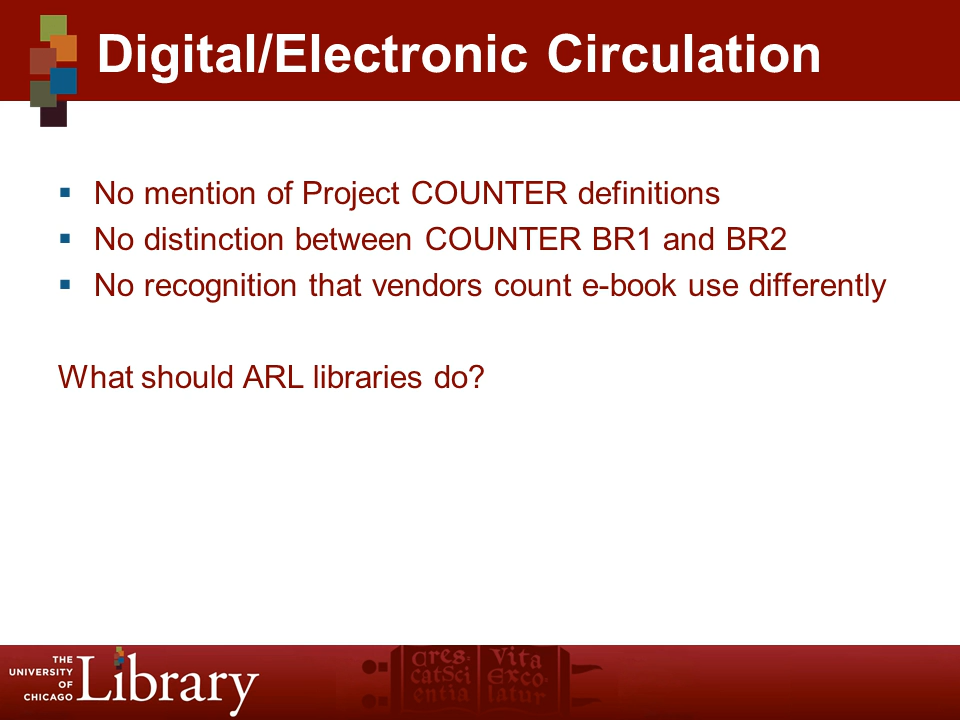 Digital/Electronic Circulation
No mention of Project COUNTER definitions
No distinction between COUNTER BR1 and BR2
No recognition that vendors count e-book use differently
What should ARL libraries do?
THE
UNIVERSITY
OF
CHICAGO
Library
Cres
catSci
entia
Vita
Exco
latur